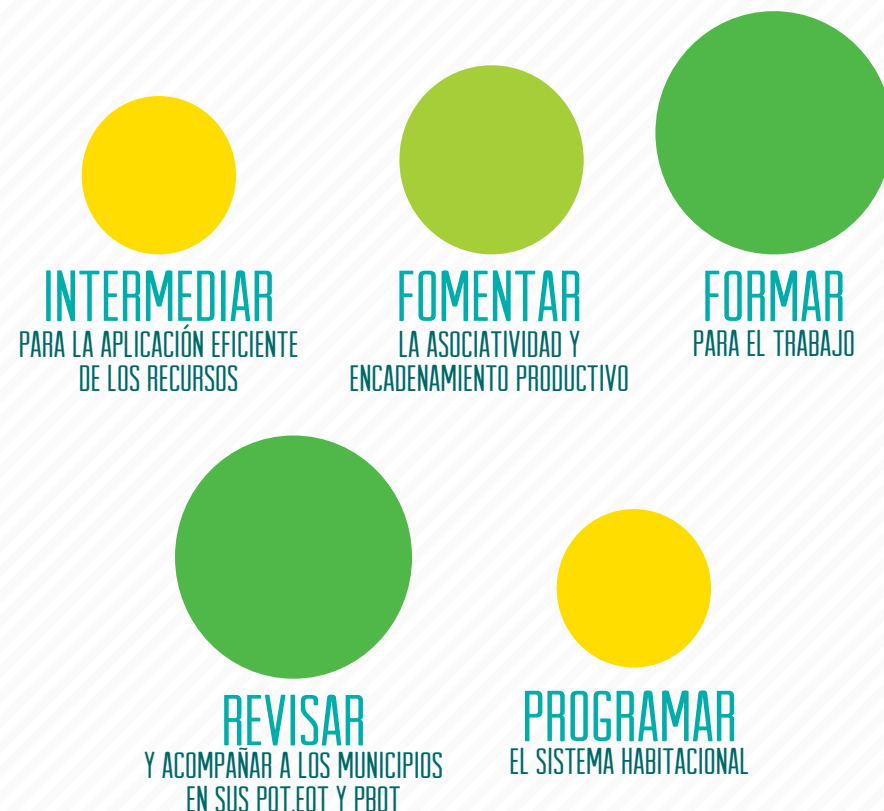 INTERMEDIAR
PARA LA APLICACIÓN EFICIENTE
DE LOS RECURSOS
FOMENTAR
LA ASOCIATIVIDAD Y
ENCADENAMIENTO PRODUCTIVO
FORMAR
PARA EL TRABAJO
REVISAR
Y ACOMPAÑAR A LOS MUNICIPIOS
EN SUS POT,EOT Y PBOT
PROGRAMAR
EL SISTEMA HABITACIONAL